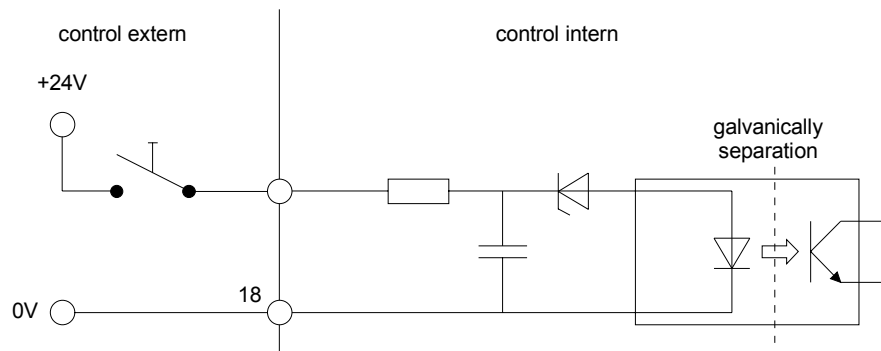 control extern
control intern
+24V
galvanically
separation
18
0V